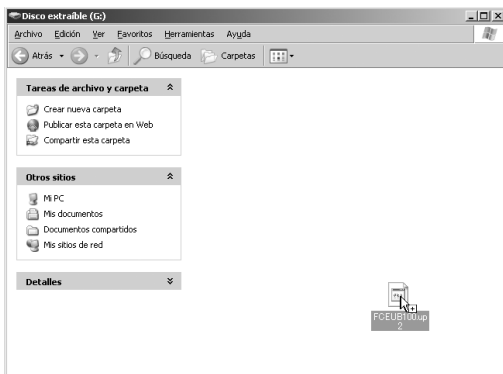 Disco extraíble (G:)
Archivo Edición Ver Favoritos Herramientas Ayuda
Atrás Búsqueda Carpetas
Tareas de archivo y carpeta
Crear nueva carpeta
Publicar esta carpeta en Web
Compartir esta carpeta
Otros sitios
Mi PC
Mis documentos
Documentos compartidos
Mis sitios de red
Detalles
FCEUB100.up
2